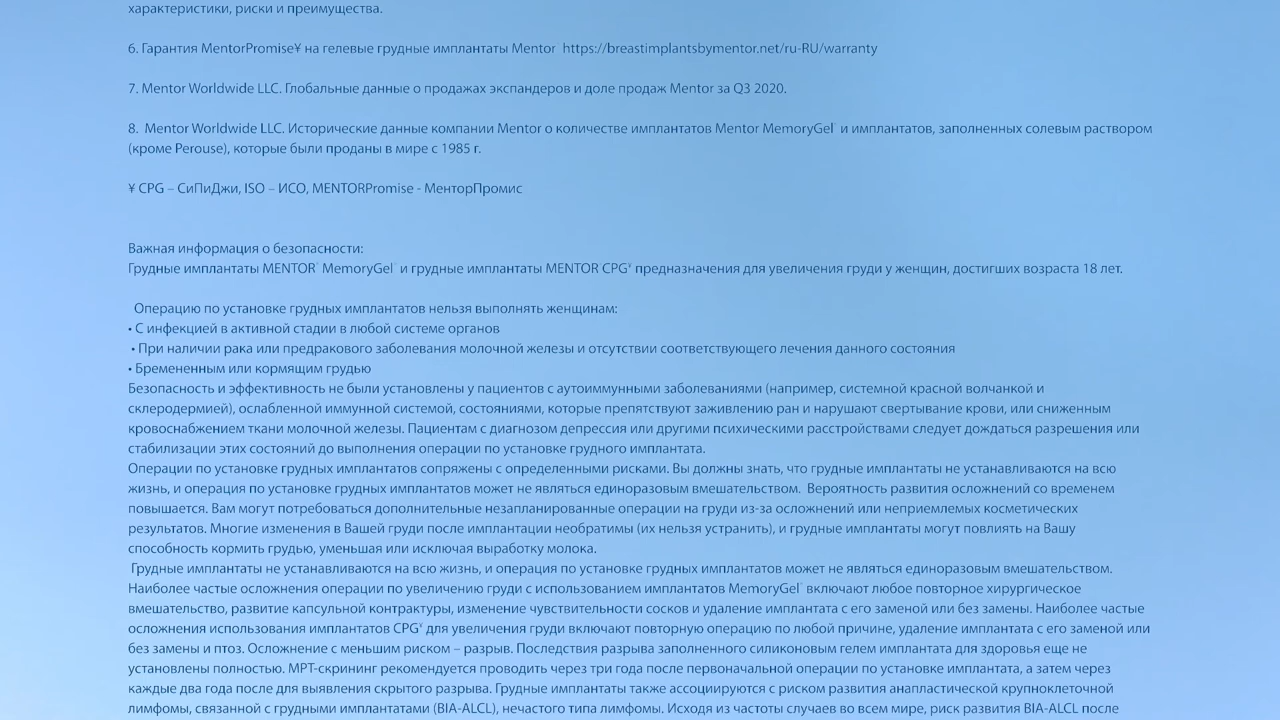 характеристики, риски и преимущества.
6. Гарантия MentorPromise¥ на гелевые грудные имплантаты Mentor https://breastimplantsbymentor.net/ru-RU/warranty
7. Mentor Worldwide LLC. Глобальные данные о продажах экспандеров и доле продаж Mentor за Q3 2020.
8. Mentor Worldwide LLC. Исторические данные компании Mentor о количестве имплантатов Mentor MemoryGel и имплантатов, заполненных солевым раствором
(кроме Perouse), которые были проданы в мире с 1985 г.
¥ CPG – СиПиДжи, ISO – ИСО, MENTORPromise - МенторПромис
Важная информация о безопасности:
Грудные имплантаты MENTOR MemoryGel и грудные имплантаты MENTOR CPG¥ предназначения для увеличения груди у женщин, достигших возраста 18 лет.
Операцию по установке грудных имплантатов нельзя выполнять женщинам:
• С инфекцией в активной стадии в любой системе органов
• При наличии рака или предракового заболевания молочной железы и отсутствии соответствующего лечения данного состояния
• Бременным или кормящим грудью
Безопасность и эффективность не были установлены у пациентов с аутоиммунными заболеваниями (например, системной красной волчанкой и
склеродермией), ослабленной иммунной системой, состояниями, которые препятствуют заживлению ран и нарушают свертывание крови, или сниженным
кровоснабжением ткани молочной железы. Пациентам с диагнозом депрессия или другими психическими расстройствами следует дождаться разрешения или
стабилизации этих состояний до выполнения операции по установке грудного имплантата.
Операции по установке грудных имплантатов сопряжены с определенными рисками. Вы должны знать, что грудные имплантаты не устанавливаются на всю
жизнь, и операция по установке грудных имплантатов может не являться единоразовым вмешательством. Вероятность развития осложнений со временем
повышается. Вам могут потребоваться дополнительные незапланированные операции на груди из-за осложнений или неприемлемых косметических
результатов. Многие изменения в Вашей груди после имплантации необратимы (их нельзя устранить), и грудные имплантаты могут повлиять на Вашу
способность кормить грудью, уменьшая или исключая выработку молока.
Грудные имплантаты не устанавливаются на всю жизнь, и операция по установке грудных имплантатов может не являться единоразовым вмешательством.
Наиболее частые осложнения операции по увеличению груди с использованием имплантатов MemoryGel включают любое повторное хирургическое
вмешательство, развитие капсульной контрактуры, изменение чувствительности сосков и удаление имплантата с его заменой или без замены. Наиболее частые
осложнения использования имплантатов CPG¥ для увеличения груди включают повторную операцию по любой причине, удаление имплантата с его заменой или
без замены и птоз. Осложнение с меньшим риском – разрыв. Последствия разрыва заполненного силиконовым гелем имплантата для здоровья еще не
установлены полностью. МРТ-скрининг рекомендуется проводить через три года после первоначальной операции по установке имплантата, а затем через
каждые два года после для выявления скрытого разрыва. Грудные имплантаты также ассоциируются с риском развития анапластической крупноклеточной
лимфомы, связанной с грудными имплантатами (BIA-ALCL), нечастого типа лимфомы. Исходя из частоты случаев во всем мире, риск развития BIA-ALCL после